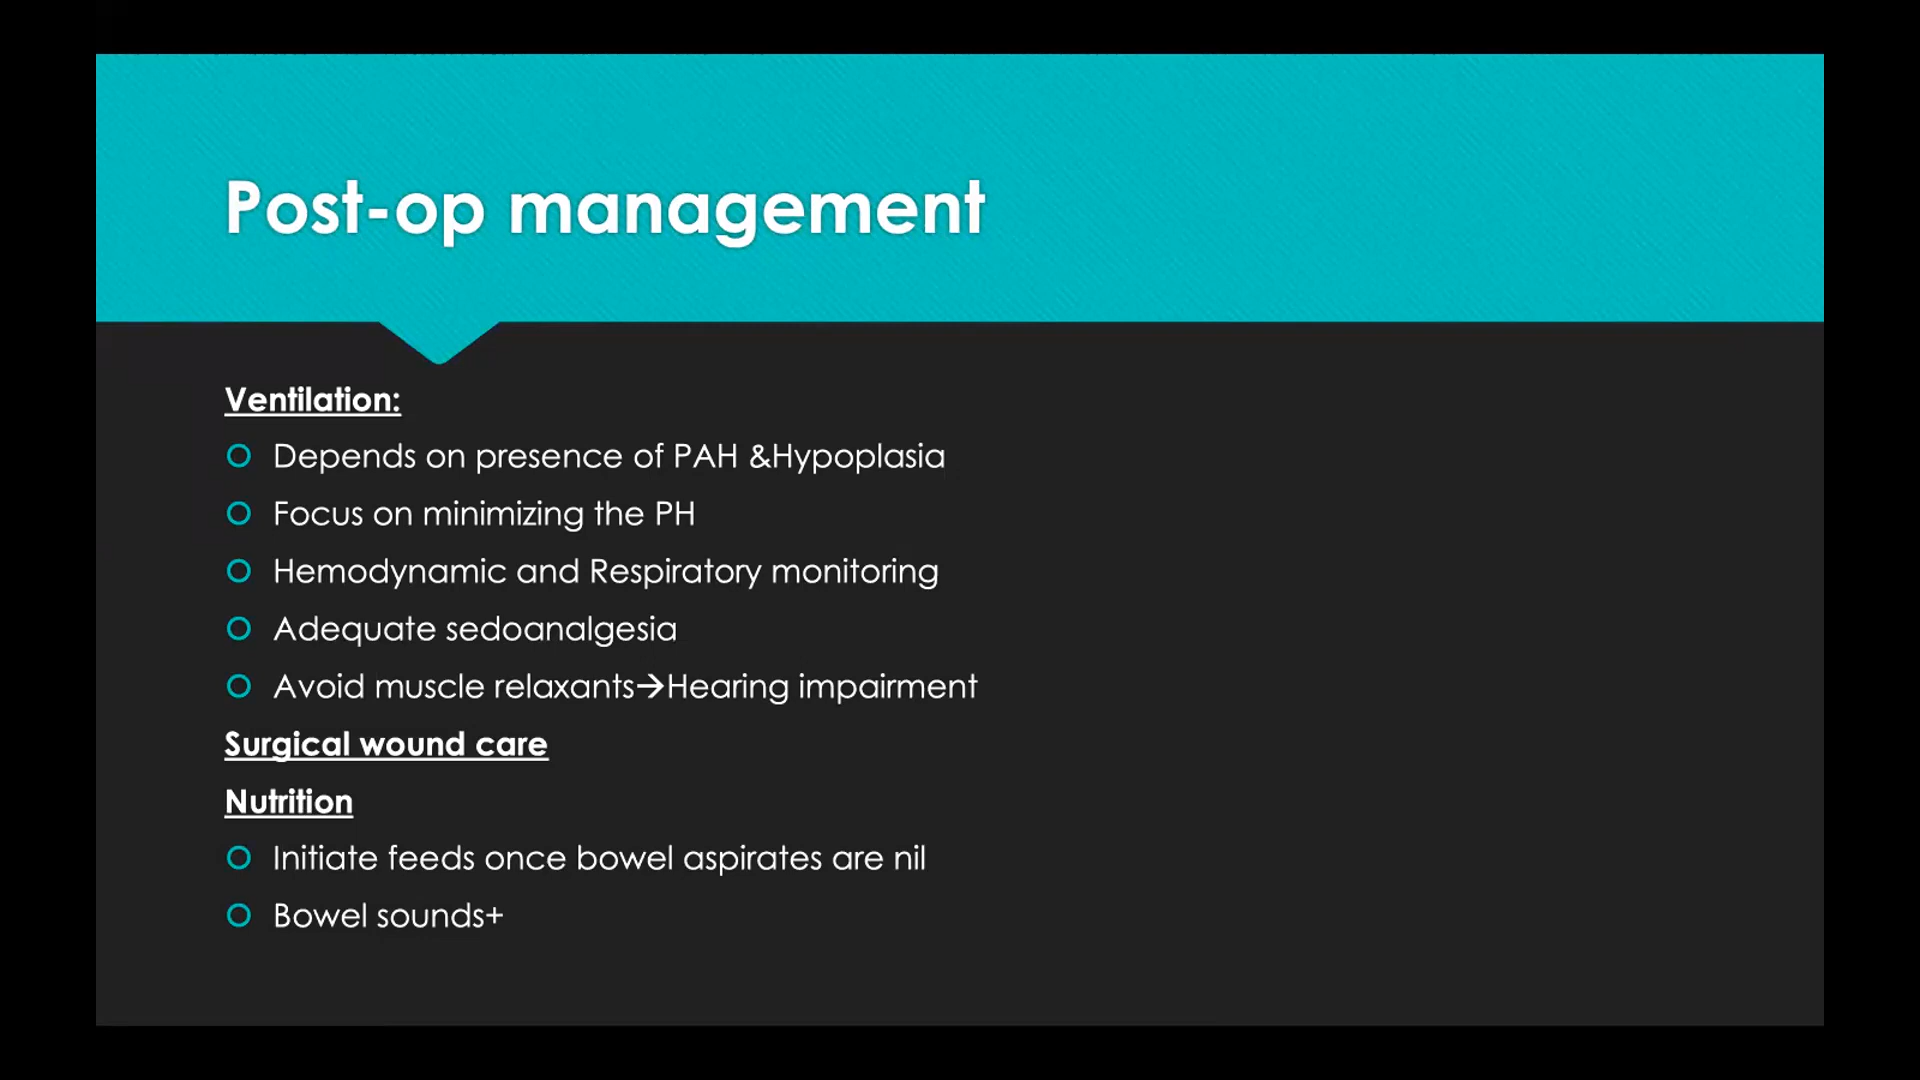 Post-op management
Ventilation:
Depends on presence of PAH &Hypoplasia
Focus on minimizing the PH
Hemodynamic and Respiratory monitoring
Adequate sedoanalgesia
Avoid muscle relaxants→Hearing impairment
Surgical wound care
Nutrition
Initiate feeds once bowel aspirates are nil
Bowel sounds+